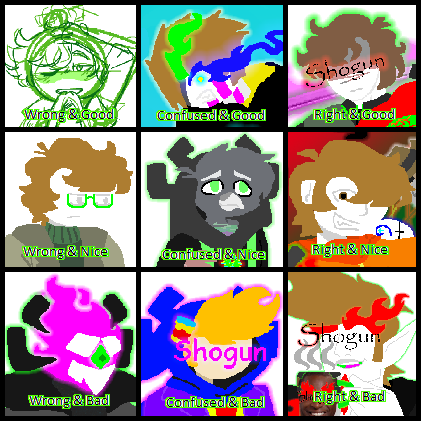 Wrong & Good
Confused & Good
Shogun
Right & Good
Wrong & Nice
Confused & Nice
Right & Nice
Wrong & Bad
Shogun
Confused & Bad
Shogun
Right & Bad